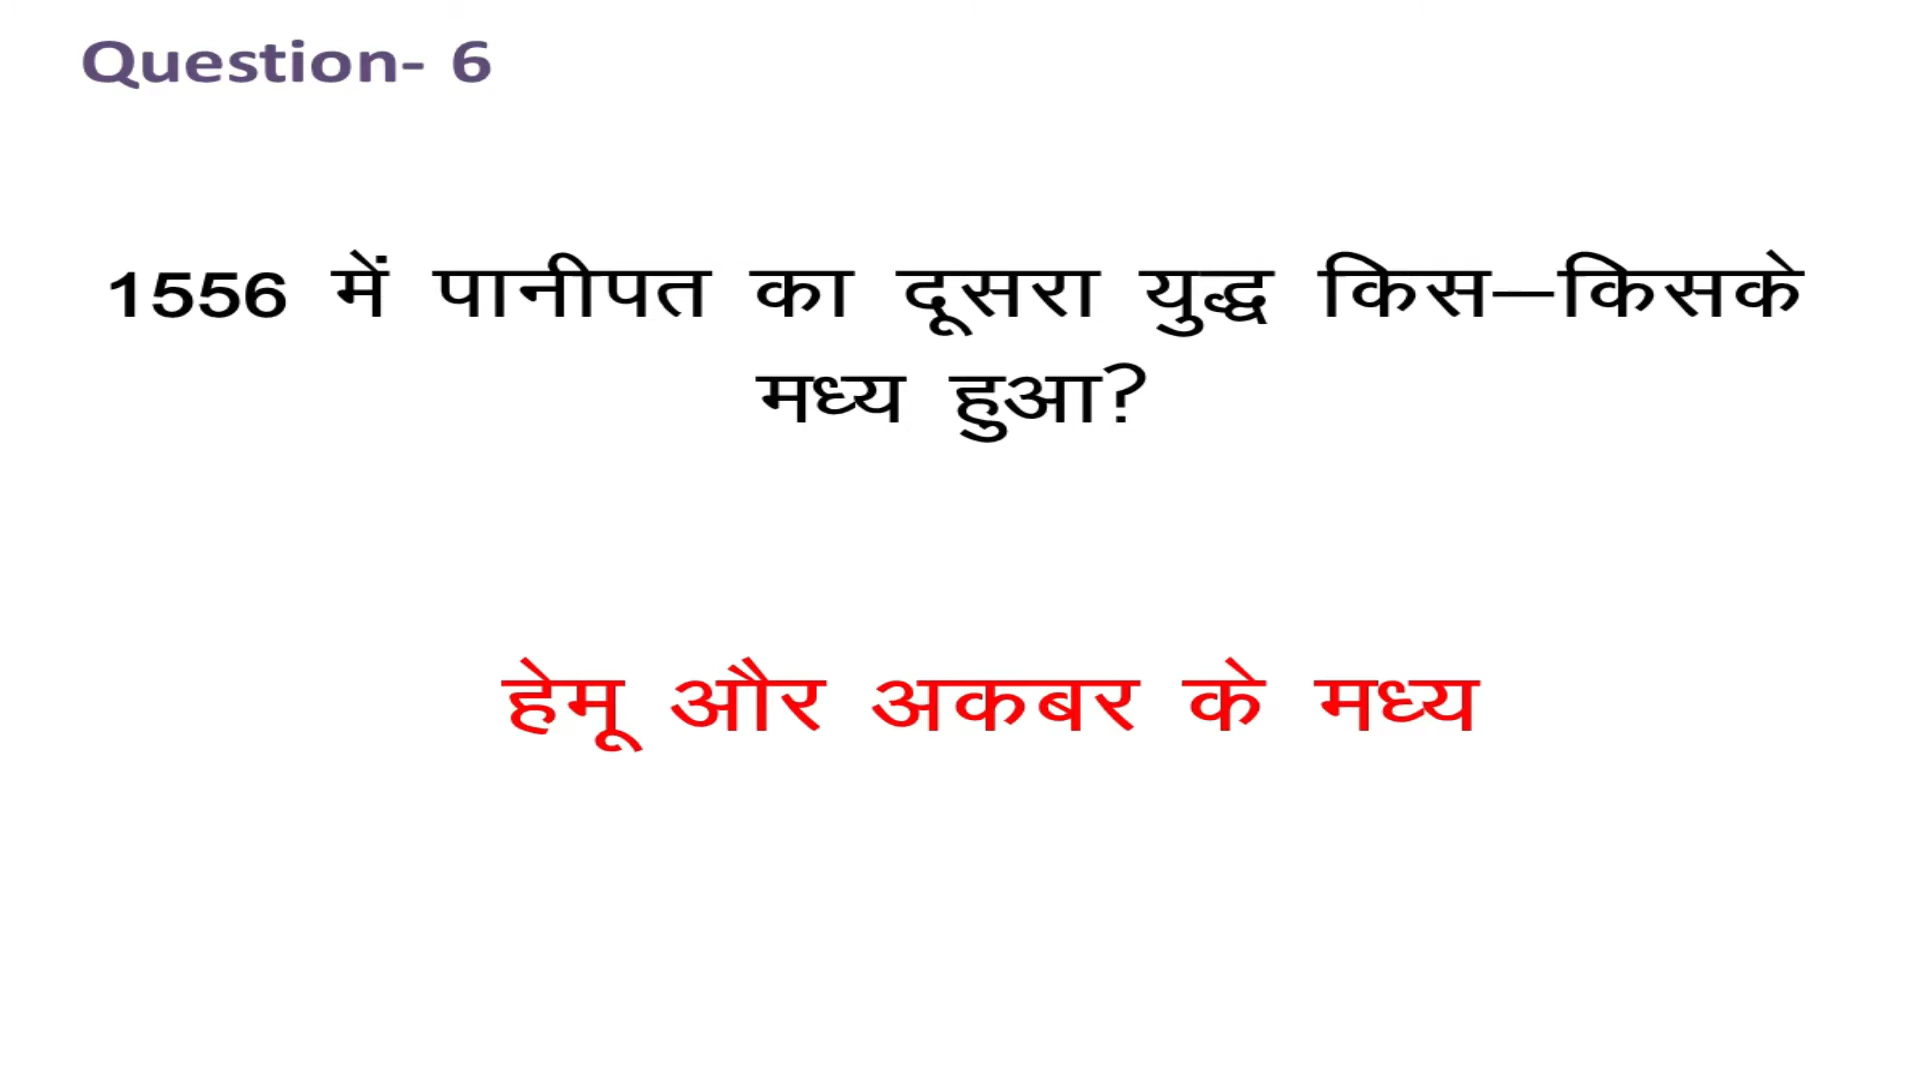 Question- 6
1556 में पानीपत का दूसरा युद्ध किस–किसके
मध्य हुआ?
हेमू और अकबर के मध्य